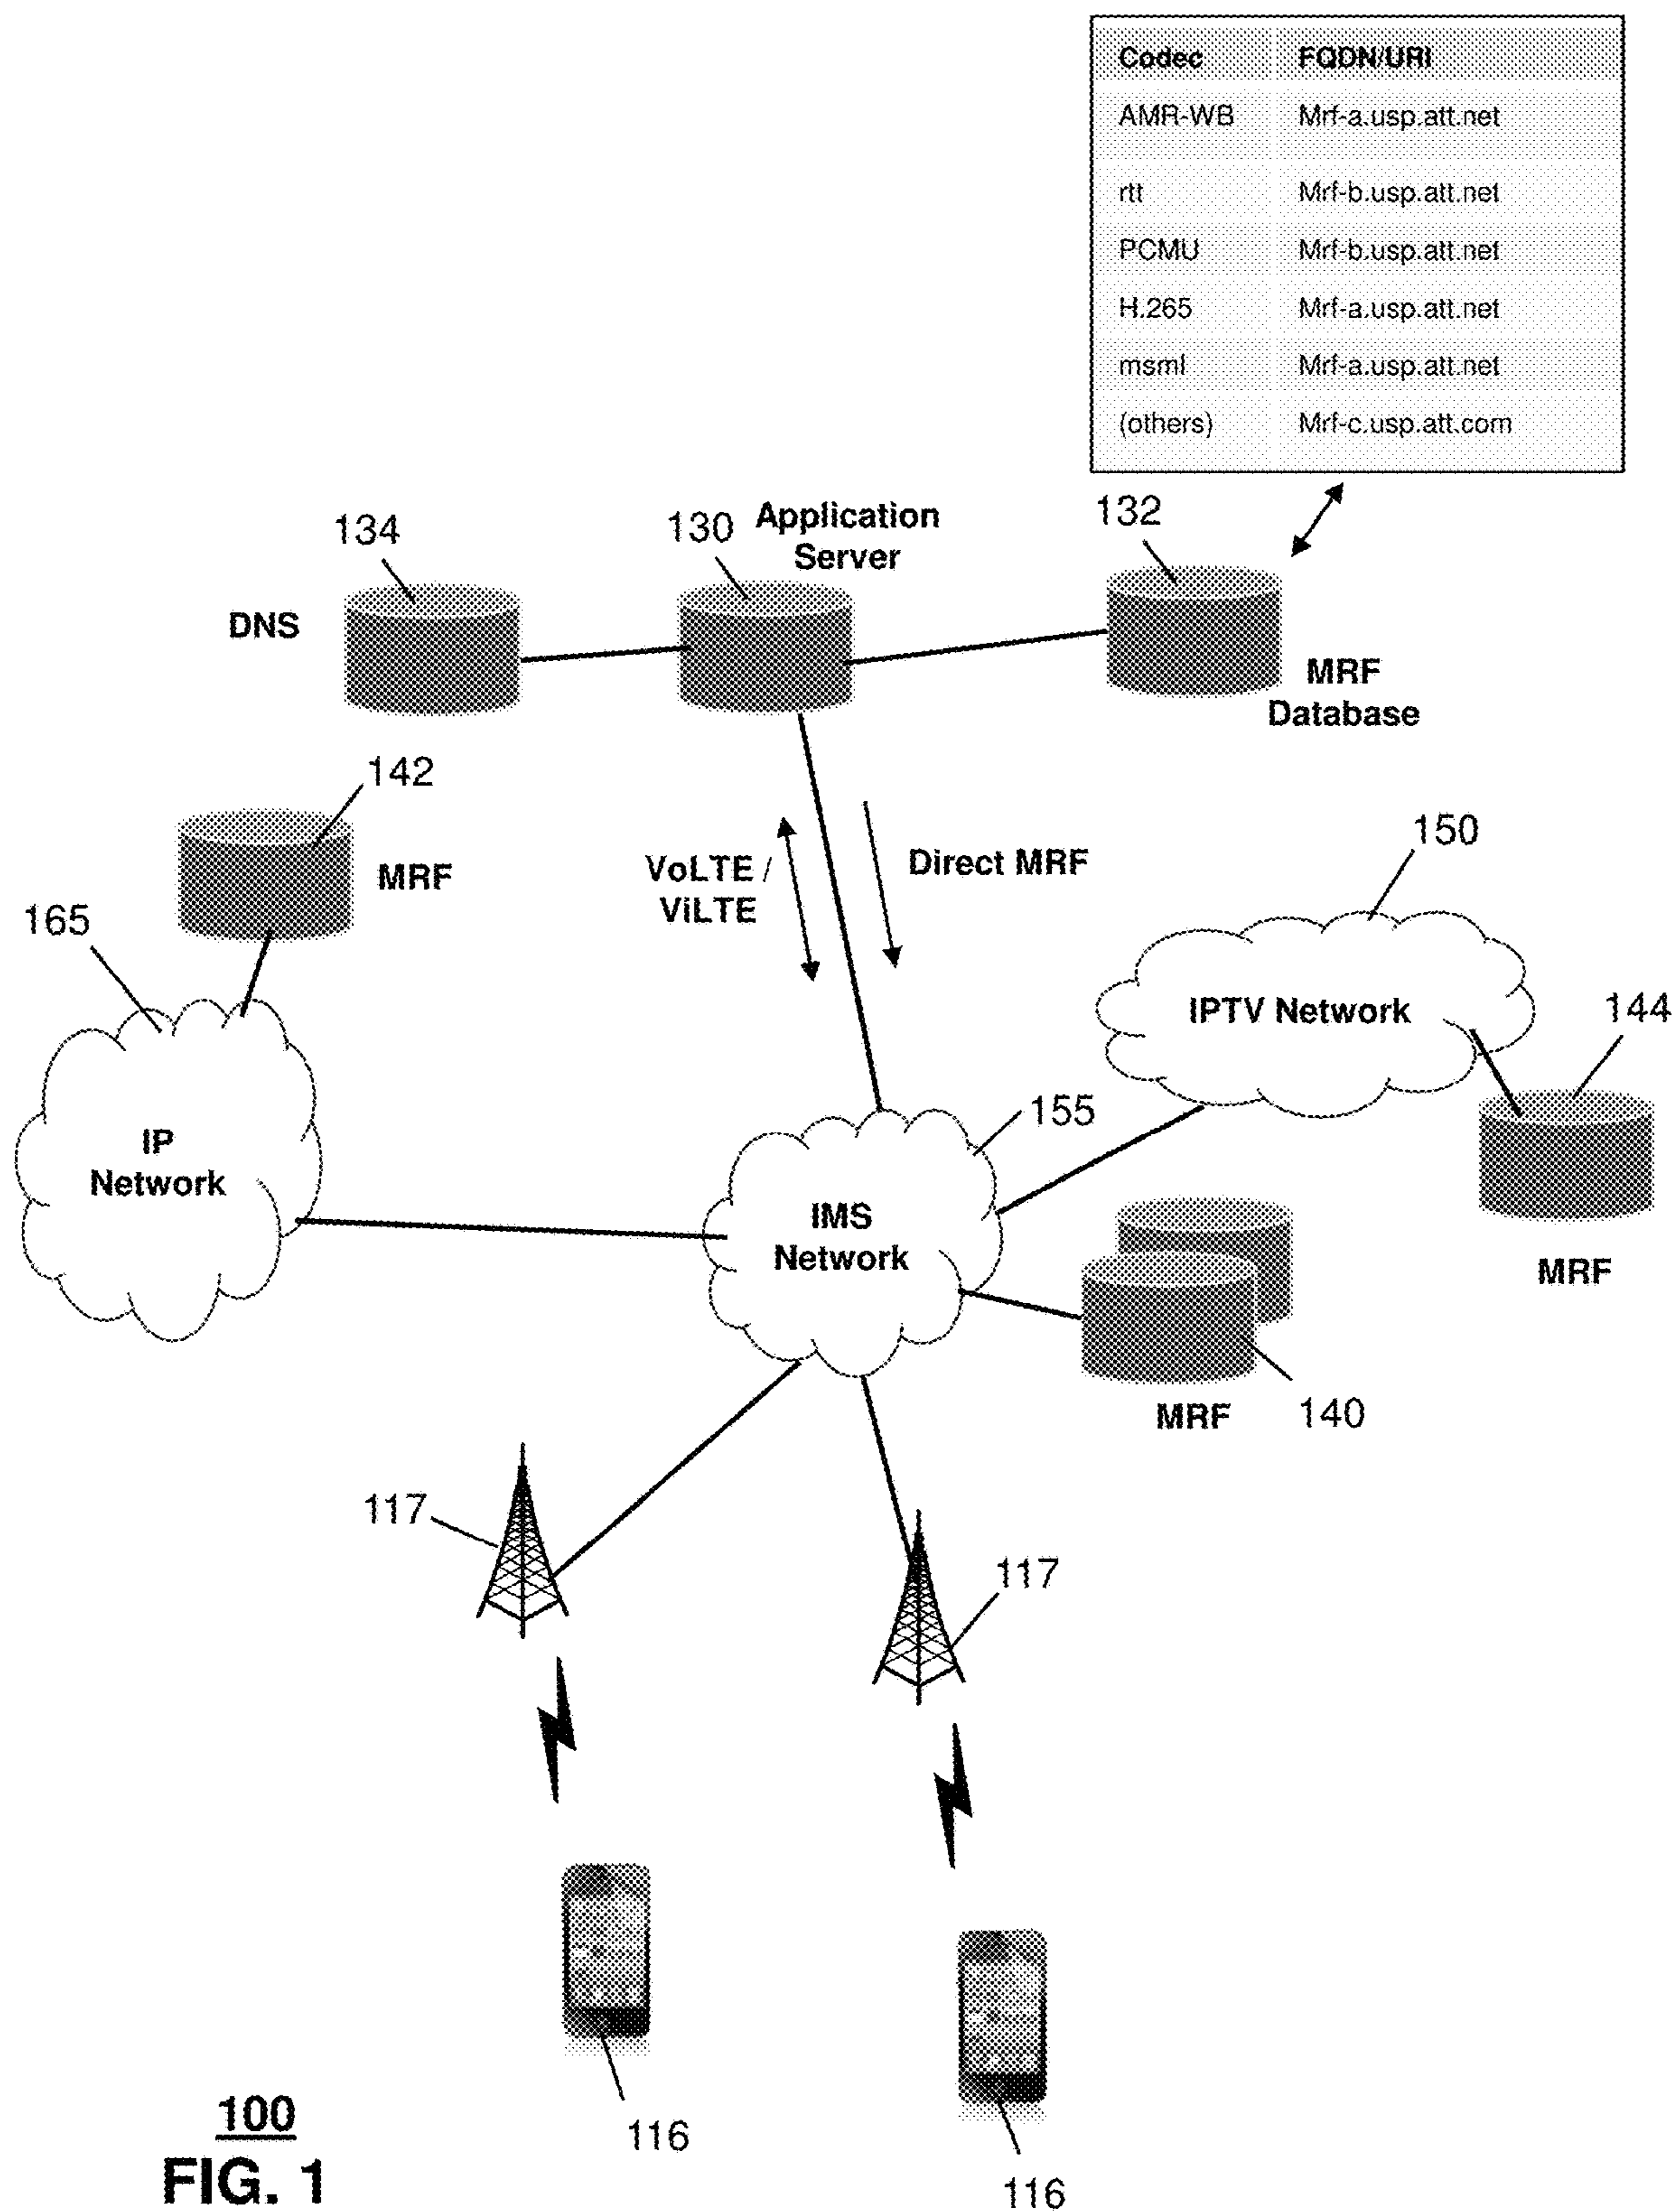 Codec FQDN/URI
AMR-WB Mrf-a.usp.att.net
rtt Mrf-b.usp.att.net
PCMU Mrf-b.usp.att.net
H.265 Mrf-a.usp.att.net
msml Mrf-a.usp.att.net
(others) Mrf-c.usp.att.com
134
130
Application
Server
132
DNS
MRF
Database
142
MRF
VoLTE /
ViLTE
Direct MRF
150
165
IPTV Network
144
155
IP
Network
IMS
Network
MRF
MRF
140
117
117
116
116
100
FIG. 1